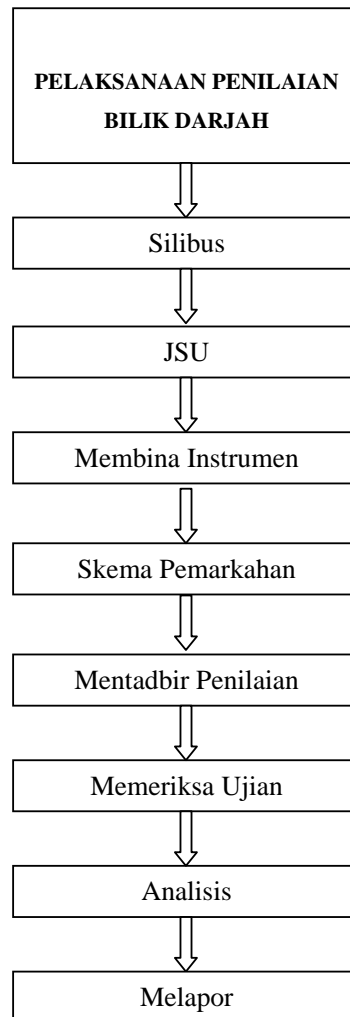 PELAKSANAAN PENILAIAN
BILIK DARJAH
Silibus
JSU
Membina Instrumen
Skema Pemarkahan
Mentadbir Penilaian
Memeriksa Ujian
Analisis
Melapor